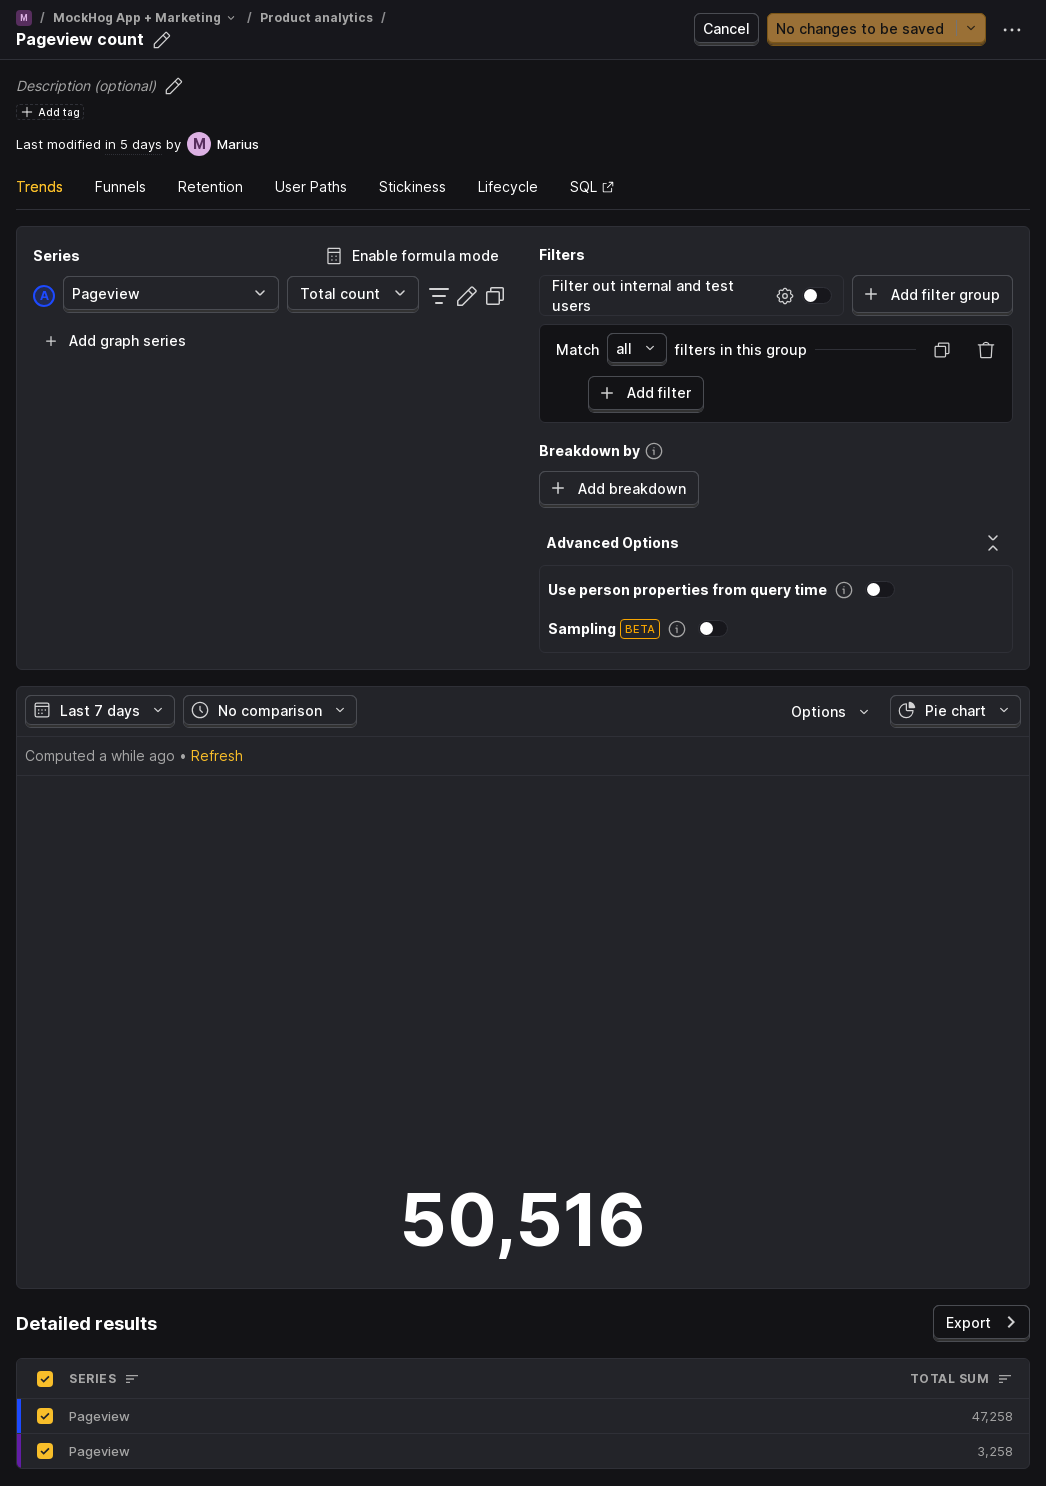 M / MockHog App + Marketing / Product analytics /
Pageview count
Cancel
No changes to be saved
Description (optional)
Add tag
Last modified in 5 days by M Marius
Trends Funnels Retention User Paths Stickiness Lifecycle SQL
Series
Enable formula mode
A Pageview Total count
Add graph series
Filters
Filter out internal and test
users
Add filter group
Match all filters in this group
Add filter
Breakdown by
Add breakdown
Advanced Options
Use person properties from query time
Sampling BETA
Last 7 days No comparison Options Pie chart
Computed a while ago • Refresh
50,516
Detailed results
Export
SERIES TOTAL SUM
Pageview 47,258
Pageview 3,258